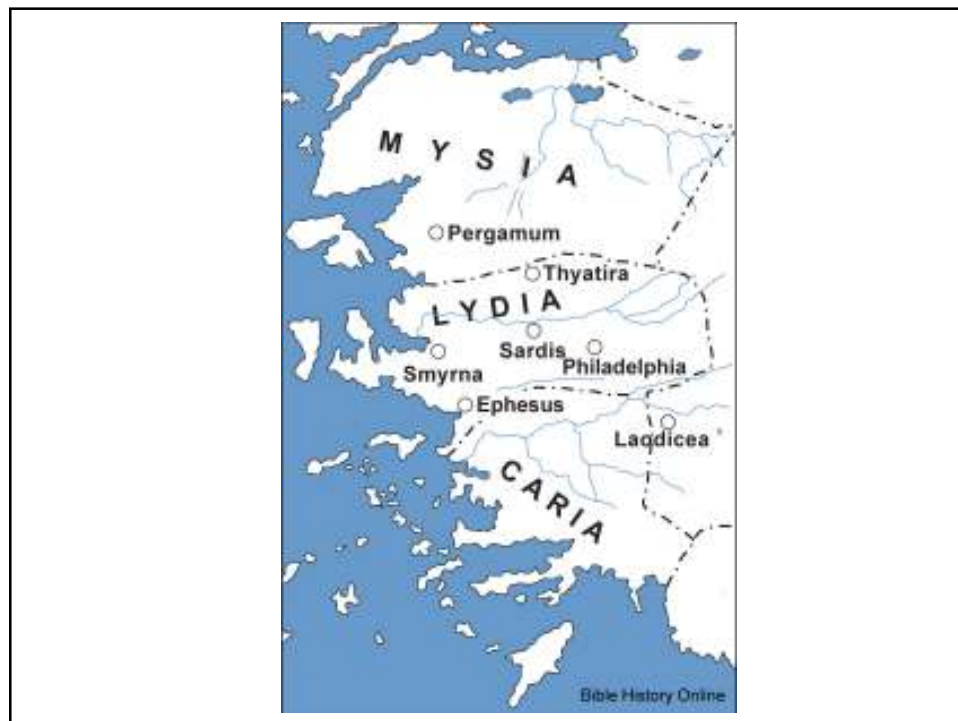 MYSIA
Pergamum
Thyatira
LYDIA
Sardis
Philadelphia
Smyrna
Ephesus
Laodicea
CARIA
Bible History Online